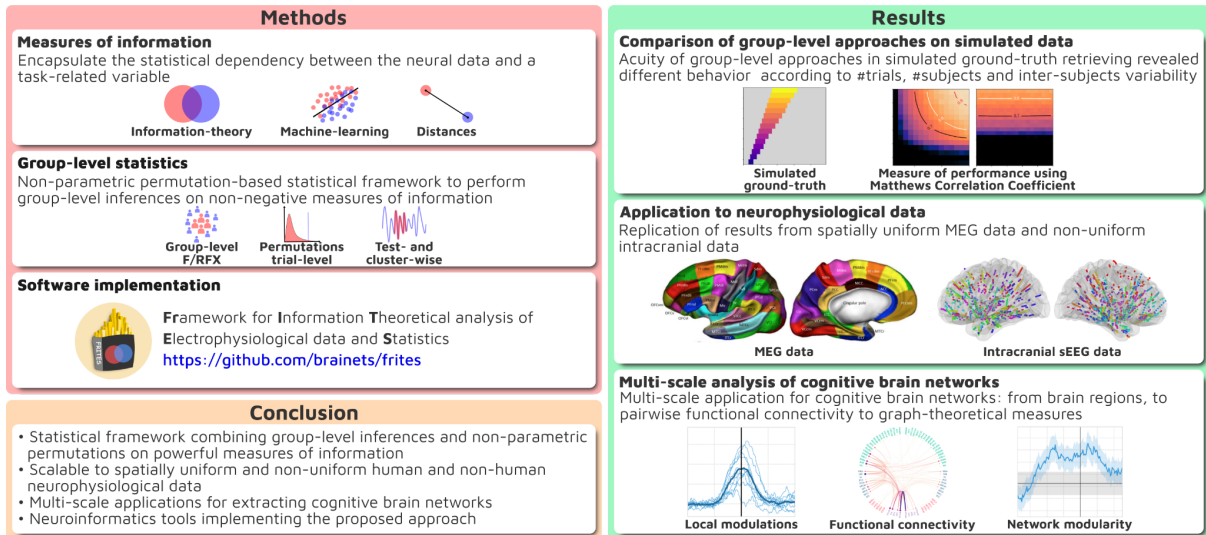 Methods
Measures of information
Encapsulate the statistical dependency between the neural data and a
task-related variable
Information-theory
Machine-learning
Distances
Group-level statistics
Non-parametric permutation-based statistical framework to perform
group-level inferences on non-negative measures of information
Group-level
F/RFX
Permutations
trial-level
Test- and
cluster-wise
Software implementation
FRITES
Framework for Information Theoretical analysis of
Electrophysiological data and Statistics
https://github.com/brainets/frites
Conclusion
• Statistical framework combining group-level inferences and non-parametric
permutations on powerful measures of information
• Scalable to spatially uniform and non-uniform human and non-human
neurophysiological data
• Multi-scale applications for extracting cognitive brain networks
• Neuroinformatics tools implementing the proposed approach
Results
Comparison of group-level approaches on simulated data
Acuity of group-level approaches in simulated ground-truth retrieving revealed
different behavior according to #trials, #subjects and inter-subjects variability
Simulated
ground-truth
Measure of performance using
Matthews Correlation Coefficient
Application to neurophysiological data
Replication of results from spatially uniform MEG data and non-uniform
intracranial data
MEG data
Intracranial sEEG data
Multi-scale analysis of cognitive brain networks
Multi-scale application for cognitive brain networks: from brain regions, to
pairwise functional connectivity to graph-theoretical measures
Local modulations
Functional connectivity
Network modularity